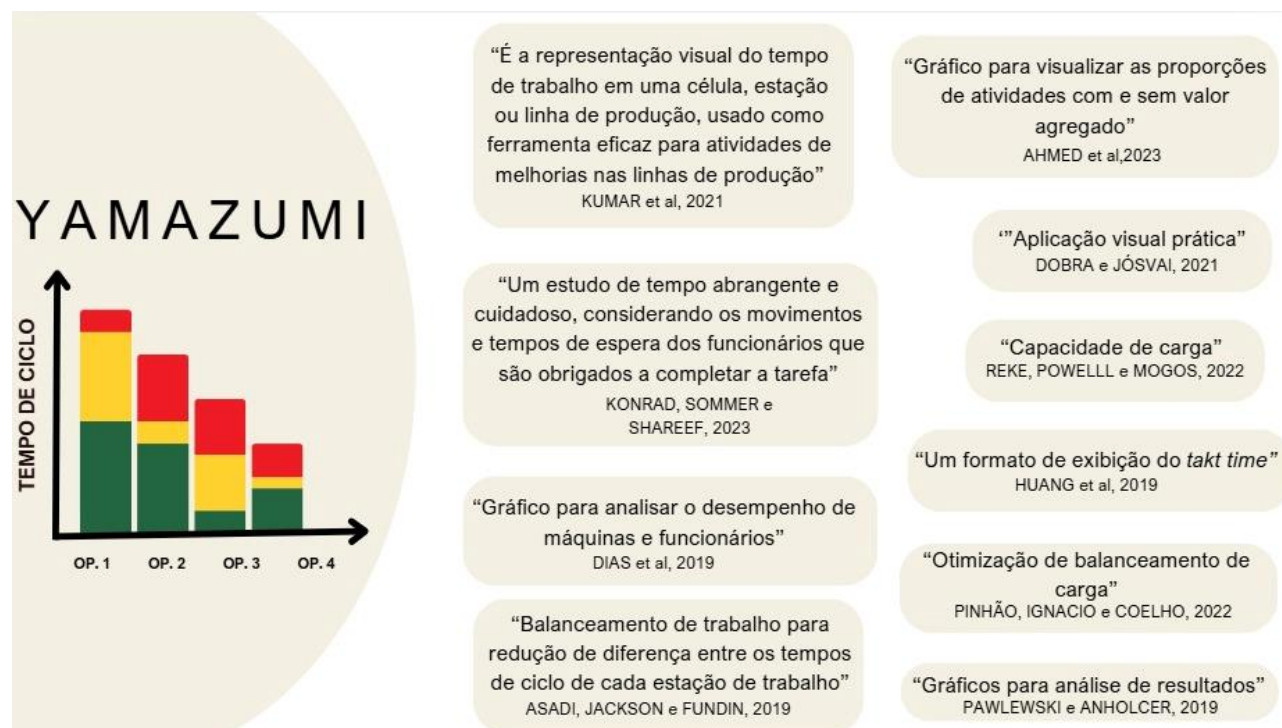 YAMAZUMI
TEMPO DE CICLO
OP. 1 OP. 2 OP. 3 OP. 4
“É a representação visual do tempo
de trabalho em uma célula, estação
ou linha de produção, usado como
ferramenta eficaz para atividades de
melhorias nas linhas de produção”
KUMAR et al, 2021
“Um estudo de tempo abrangente e
cuidadoso, considerando os movimentos
e tempos de espera dos funcionários que
são obrigados a completar a tarefa”
KONRAD, SOMMER e
SHAREEF, 2023
“Gráfico para analisar o desempenho de
máquinas e funcionários”
DIAS et al, 2019
“Balanceamento de trabalho para
redução de diferença entre os tempos
de ciclo de cada estação de trabalho”
ASADI, JACKSON e FUNDIN, 2019
“Gráfico para visualizar as proporções
de atividades com e sem valor
agregado”
AHMED et al,2023
‘”Aplicação visual prática”
DOBRA e JÓSVAI, 2021
“Capacidade de carga”
REKE, POWELLL e MOGOS, 2022
“Um formato de exibição do takt time”
HUANG et al, 2019
“Otimização de balanceamento de
carga”
PINHÃO, IGNACIO e COELHO, 2022
“Gráficos para análise de resultados”
PAWLEWSKI e ANHOLCER, 2019